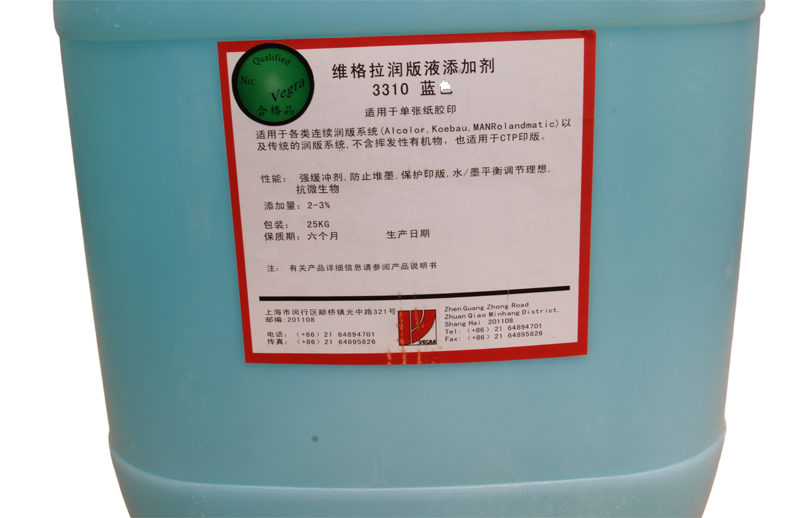 Qualified
No: Vegra
合格品
维格拉润版液添加剂
3310 蓝色
适用于单张纸胶印
适用于各类连续润版系统(Alcolor,Koebau,MANRolandmatic)以
及传统的润版系统,不含挥发性有机物，也适用于CTP印版。
性能： 强缓冲剂,防止堆墨,保护印版,水/墨平衡调节理想,
抗微生物
添加量：2-3%
包装： 25KG
保质期：六个月 生产日期
注： 有关产品详细信息请参阅产品说明书
上海市闵行区颛桥镇光中路321号
邮编:201108
电话：（+86）21 64894701
传真：（+86）21 64895826
VEGRA
Zhen Guang Zhong Road
Zhuan Qiao Minhang District.
Shang Hai 201108
Tel:（+86）21 64894701
Fax:（+86）21 64895826